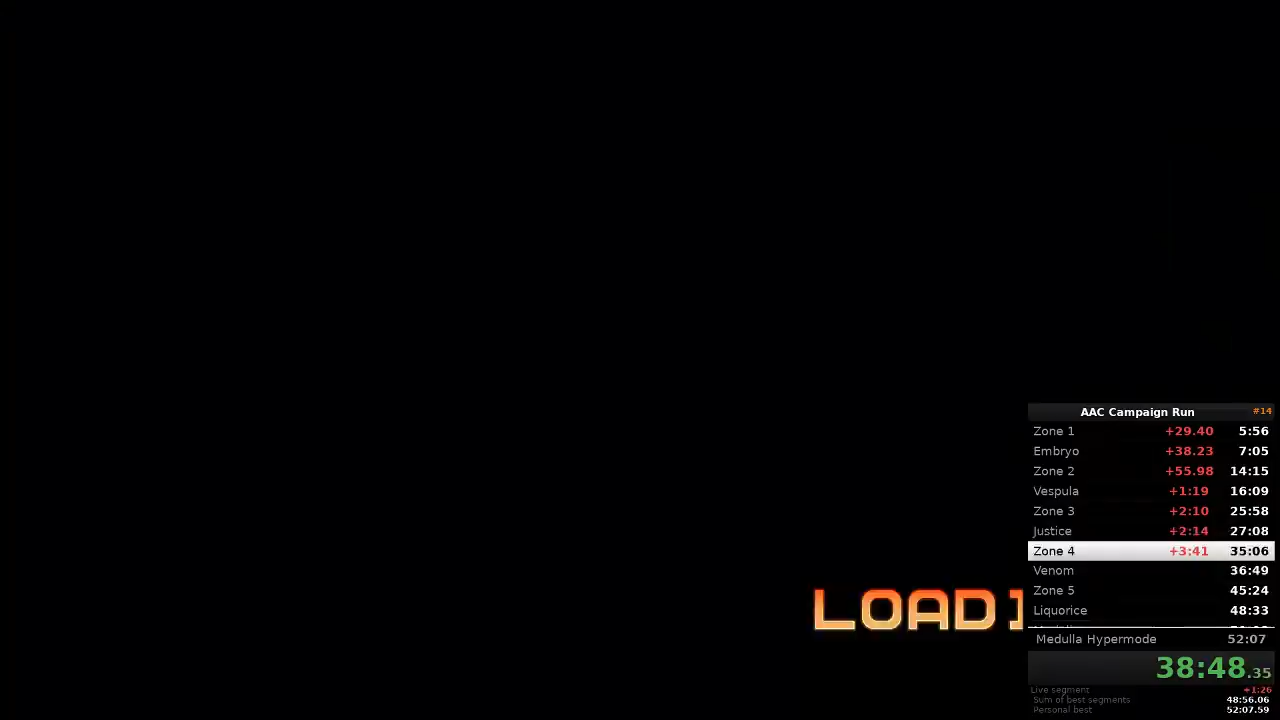 AAC Campaign Run #14
Zone 1 +29.40 5:56
Embryo +38.23 7:05
Zone 2 +55.98 14:15
Vespula +1:19 16:09
Zone 3 +2:10 25:58
Justice +2:14 27:08
Zone 4 +3:41 35:06
Venom 36:49
Zone 5 45:24
Liquorice 48:33
LOADI
Medulla Hypermode 52:07
38:48.35
Live segment +1:26
Sum of best segments 48:56.06
Personal best 52:07.59